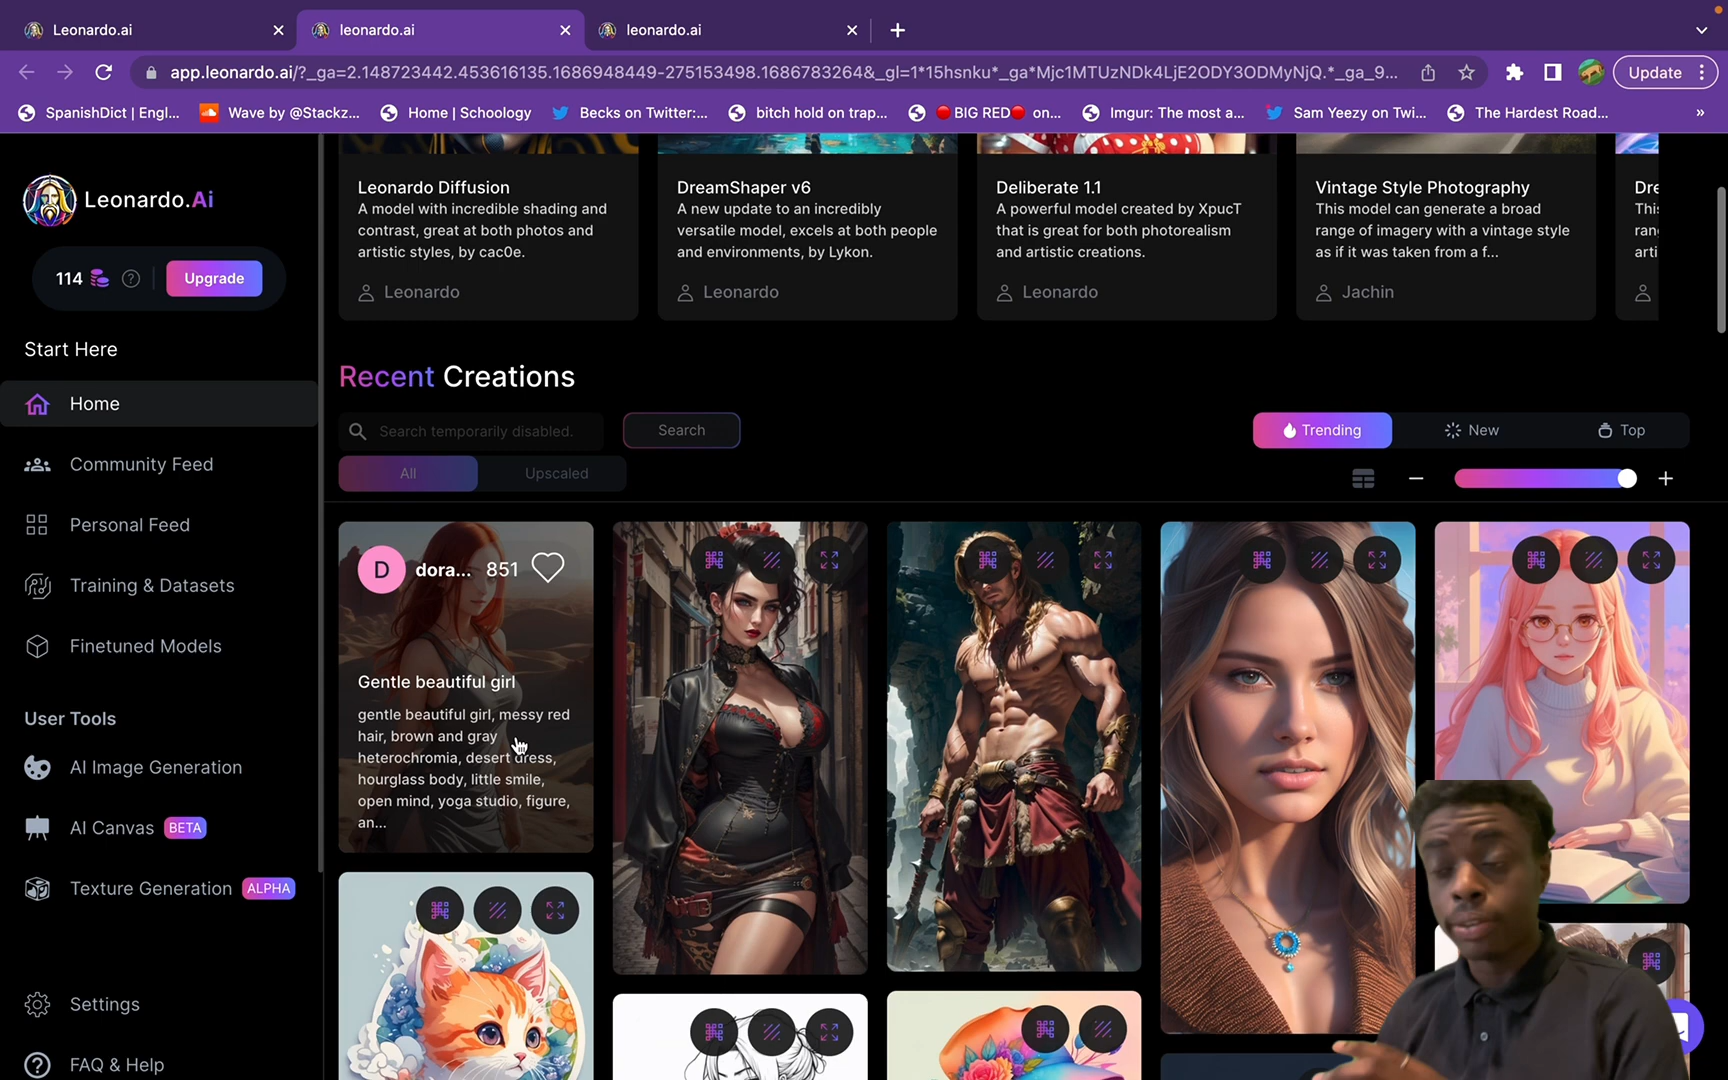 Leonardo.ai
leonardo.ai
leonardo.ai
app.leonardo.ai/?_ga=2.148723442.453616135.1686948449-275153498.1686783264&_gl=1*15hsnku*_ga*Mjc1MTUzNDk4LjE2ODY3ODMyNjQ.*_ga_9...
Update
SpanishDict | Engl...
Wave by @Stackz...
Home | Schoology
Becks on Twitter:...
bitch hold on trap...
🔴BIG RED🔴 on...
Imgur: The most a...
Sam Yeezy on Twi...
The Hardest Road...
»
Leonardo.Ai
114
Upgrade
Start Here
Home
Community Feed
Personal Feed
Training & Datasets
Finetuned Models
User Tools
AI Image Generation
AI Canvas BETA
Texture Generation ALPHA
Settings
FAQ & Help
Leonardo Diffusion
A model with incredible shading and
contrast, great at both photos and
artistic styles, by cac0e.
Leonardo
DreamShaper v6
A new update to an incredibly
versatile model, excels at both people
and environments, by Lykon.
Leonardo
Deliberate 1.1
A powerful model created by XpucT
that is great for both photorealism
and artistic creations.
Leonardo
Vintage Style Photography
This model can generate a broad
range of imagery with a vintage style
as if it was taken from a f...
Jachin
Recent Creations
Search temporarily disabled.
Search
Trending
New
Top
All
Upscaled
D
dora...
851
Gentle beautiful girl
gentle beautiful girl, messy red
hair, brown and gray
heterochromia, desert dress,
hourglass body, little smile,
open mind, yoga studio, figure,
an...